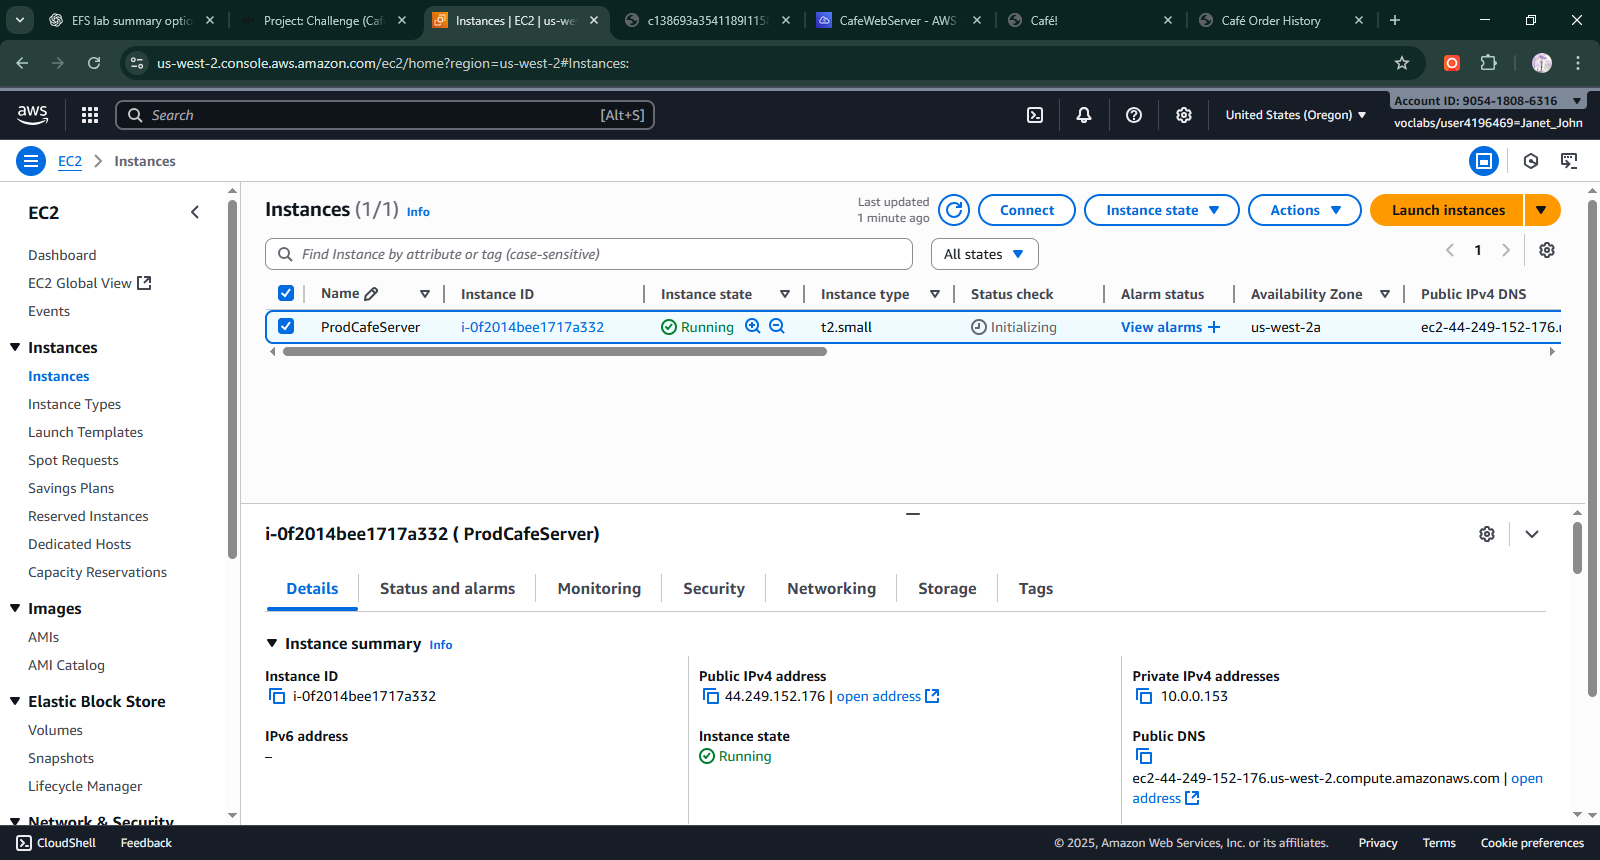 EFS lab summary optio
Project: Challenge (Caf
Instances | EC2 | us-we
c138693a3541189l115
CafeWebServer - AWS
Café!
Café Order History
us-west-2.console.aws.amazon.com/ec2/home?region=us-west-2#Instances:
aws
Search
[Alt+S]
United States (Oregon)
Account ID: 9054-1808-6316
voclabs/user4196469=Janet_John
EC2
Instances
EC2
Dashboard
EC2 Global View
Events
Instances
Instances
Instance Types
Launch Templates
Spot Requests
Savings Plans
Reserved Instances
Dedicated Hosts
Capacity Reservations
Images
AMIs
AMI Catalog
Elastic Block Store
Volumes
Snapshots
Lifecycle Manager
Network & Security
Instances (1/1) Info
Last updated
1 minute ago
Connect
Instance state
Actions
Launch instances
Find Instance by attribute or tag (case-sensitive)
All states
1
Name
Instance ID
Instance state
Instance type
Status check
Alarm status
Availability Zone
Public IPv4 DNS
ProdCafeServer
i-0f2014bee1717a332
Running
t2.small
Initializing
View alarms +
us-west-2a
ec2-44-249-152-176.u
i-0f2014bee1717a332 ( ProdCafeServer)
Details
Status and alarms
Monitoring
Security
Networking
Storage
Tags
Instance summary Info
Instance ID
i-0f2014bee1717a332
Public IPv4 address
44.249.152.176 | open address
Private IPv4 addresses
10.0.0.153
IPv6 address
–
Instance state
Running
Public DNS
ec2-44-249-152-176.us-west-2.compute.amazonaws.com | open
address
CloudShell
Feedback
© 2025, Amazon Web Services, Inc. or its affiliates.
Privacy
Terms
Cookie preferences